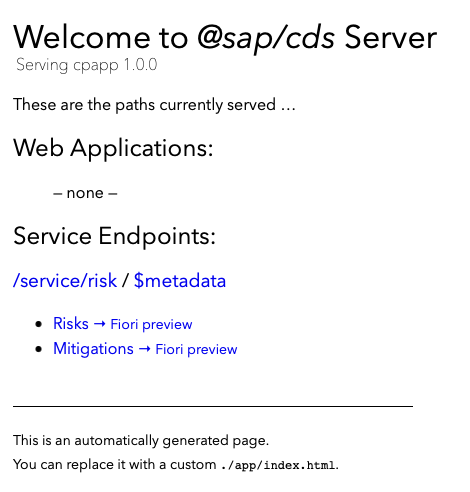 Welcome to @sap/cds Server
Serving cpapp 1.0.0
These are the paths currently served …
Web Applications:
— none —
Service Endpoints:
/service/risk / $metadata
• Risks → Fiori preview
• Mitigations → Fiori preview
This is an automatically generated page.
You can replace it with a custom ./app/index.html.